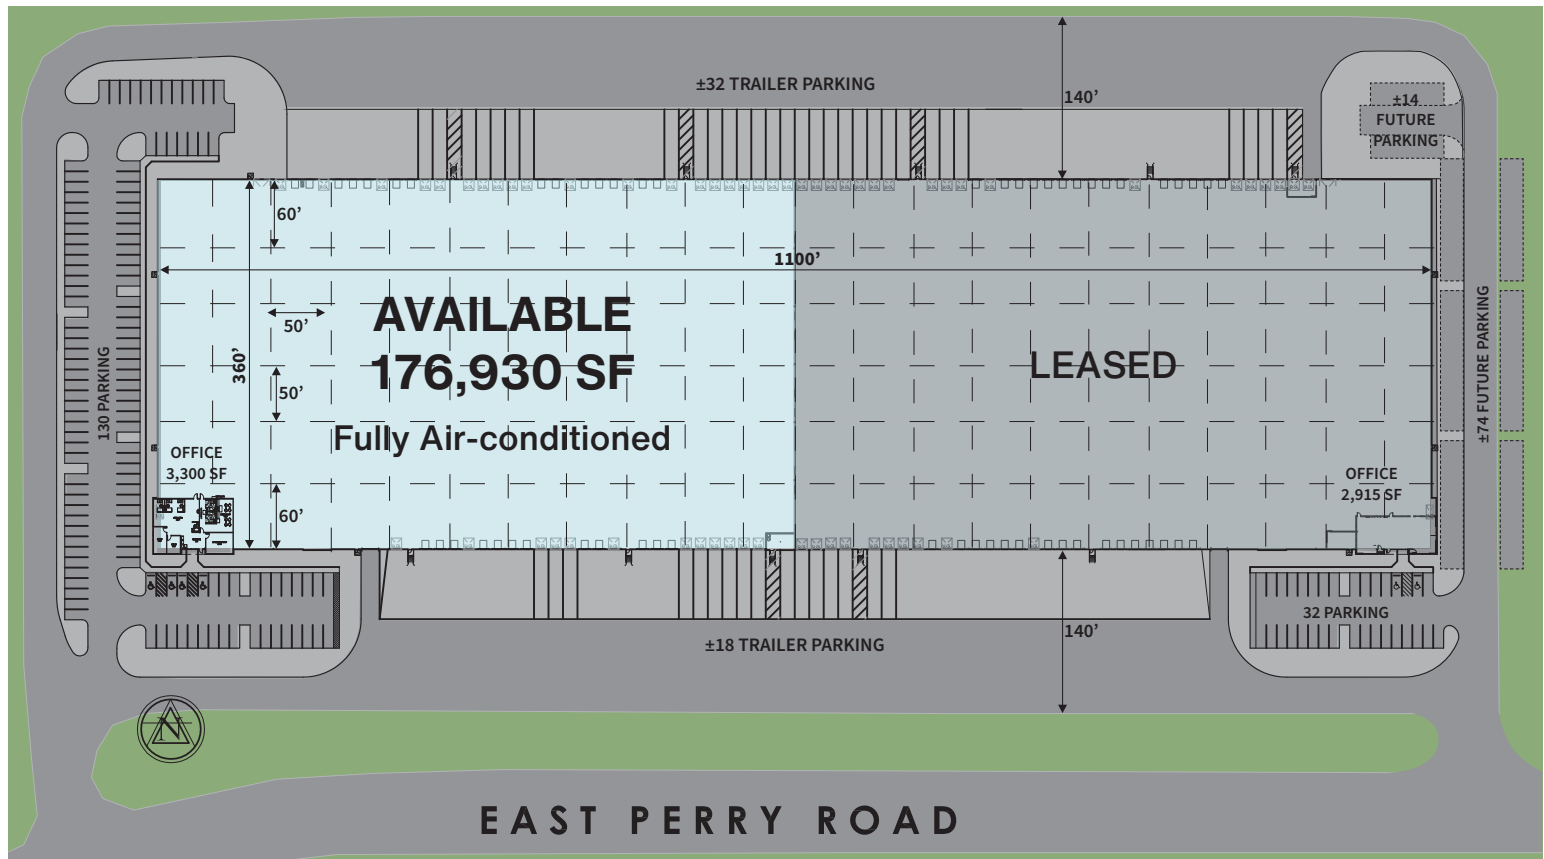 ±32 TRAILER PARKING
140’
±14
FUTURE
PARKING
60’
1100’
50’
360’
50’
60’
AVAILABLE
176,930 SF
Fully Air-conditioned
LEASED
130 PARKING
±74 FUTURE PARKING
OFFICE
3,300 SF
OFFICE
2,915 SF
32 PARKING
±18 TRAILER PARKING
140’
N
EAST PERRY ROAD